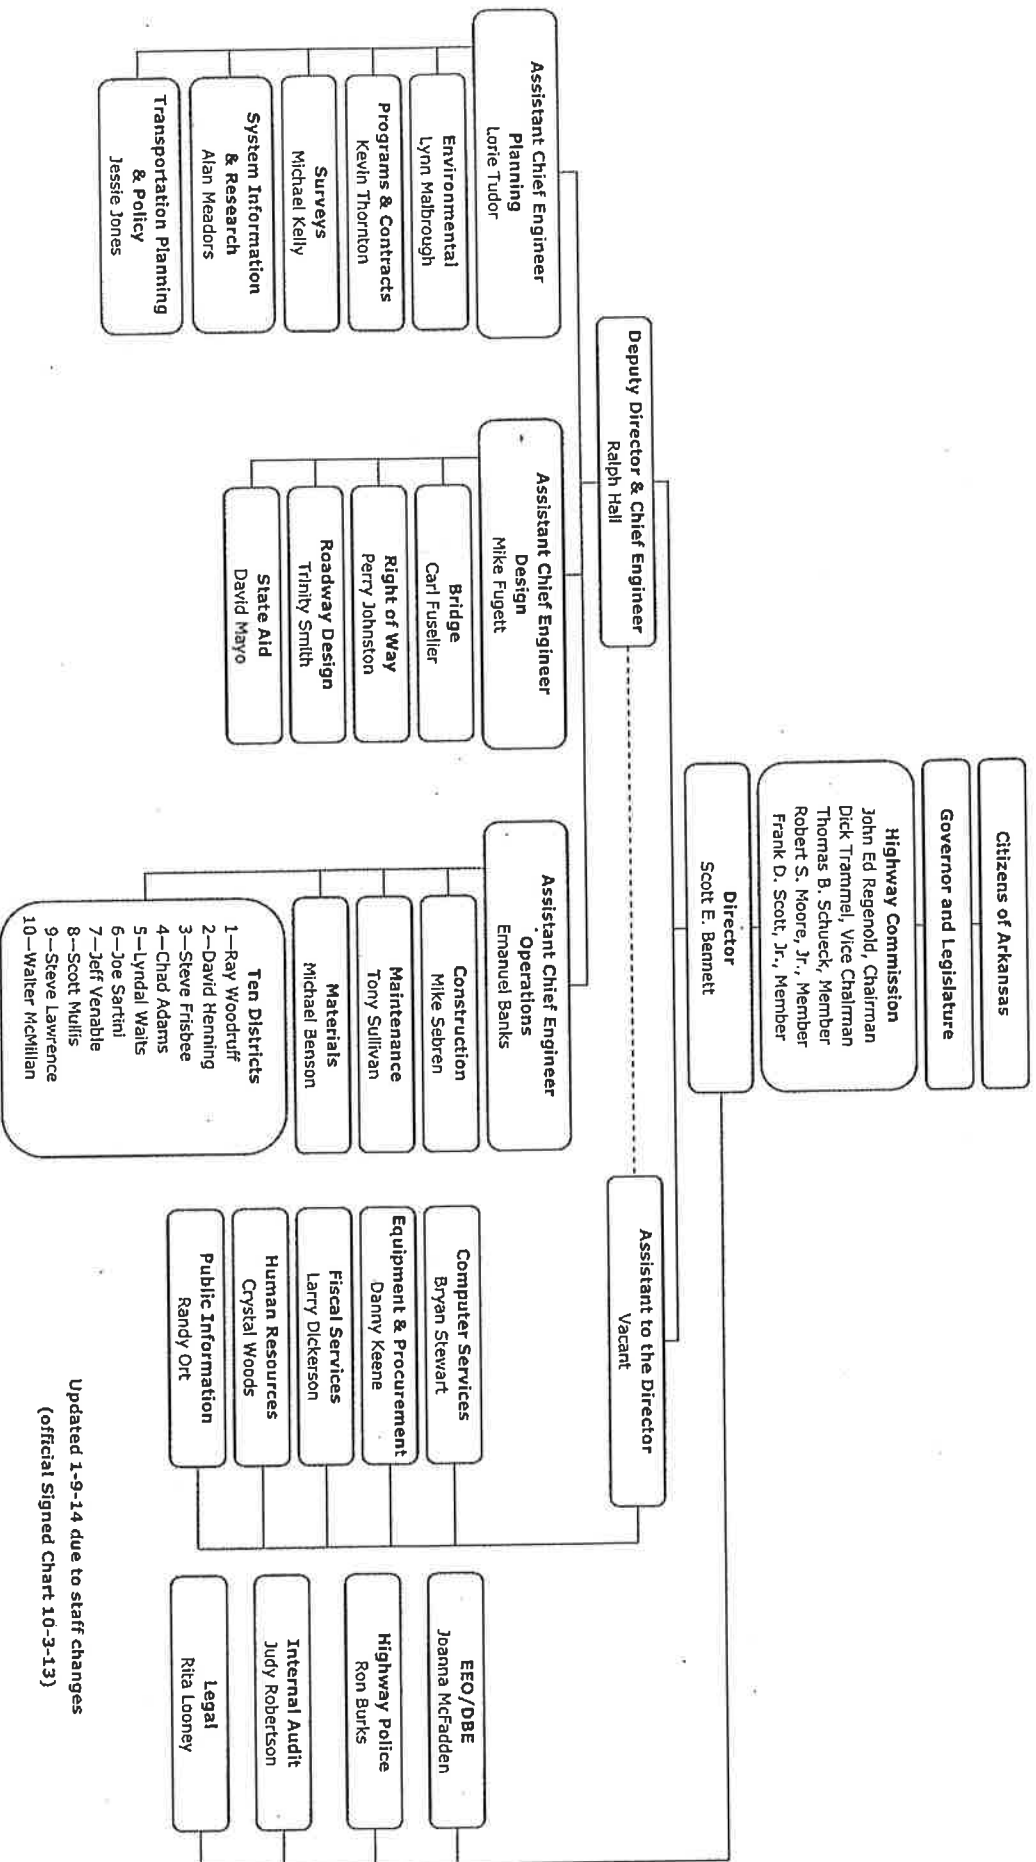 Citizens of Arkansas
Governor and Legislature
Highway Commission
John Ed Regenold, Chairman
Dick Trammel, Vice Chairman
Thomas B. Schueck, Member
Robert S. Moore, Jr., Member
Frank D. Scott, Jr., Member
Director
Scott E. Bennett
Deputy Director & Chief Engineer
Ralph Hall
Assistant to the Director
Vacant
Assistant Chief Engineer
Planning
Lorie Tudor
Environmental
Lynn Malbrough
Programs & Contracts
Kevin Thornton
Surveys
Michael Kelly
System Information
& Research
Alan Meadors
Transportation Planning
& Policy
Jessie Jones
Assistant Chief Engineer
Design
Mike Fugett
Bridge
Carl Fuselier
Right of Way
Perry Johnston
Roadway Design
Trinity Smith
State Aid
David Mayo
Assistant Chief Engineer
Operations
Emanuel Banks
Construction
Mike Sebren
Maintenance
Tony Sullivan
Materials
Michael Benson
Ten Districts
1—Ray Woodruff
2—David Henning
3—Steve Frisbee
4—Chad Adams
5—Lyndal Waits
6—Joe Sartini
7—Jeff Venable
8—Scott Mullis
9—Steve Lawrence
10—Walter McMillan
Computer Services
Bryan Stewart
Equipment & Procurement
Danny Keene
Fiscal Services
Larry Dickerson
Human Resources
Crystal Woods
Public Information
Randy Ort
EEO/DBE
Joanna McFadden
Highway Police
Ron Burks
Internal Audit
Judy Robertson
Legal
Rita Looney
Updated 1-9-14 due to staff changes
(official Signed Chart 10-3-13)